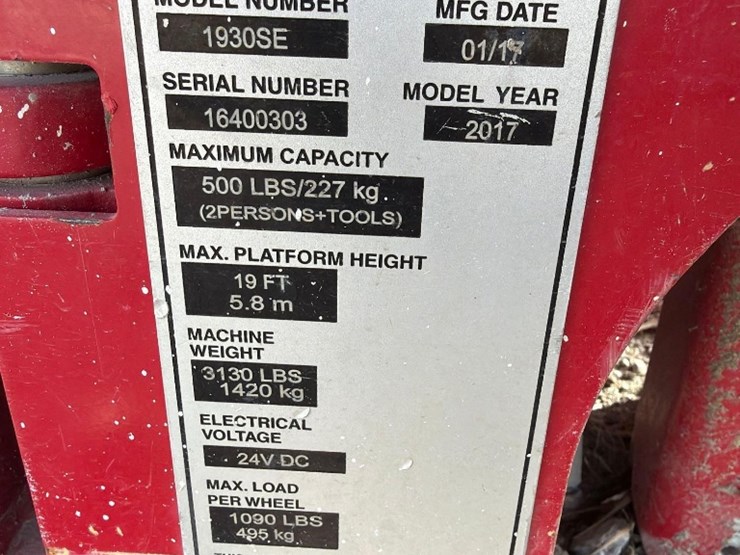 MODEL NUMBER
MFG DATE
1930SE
01/17
SERIAL NUMBER
MODEL YEAR
16400303
2017
MAXIMUM CAPACITY
500 LBS/227 kg
(2PERSONS+TOOLS)
MAX. PLATFORM HEIGHT
19 FT
5.8 m
MACHINE
WEIGHT
3130 LBS
1420 kg
ELECTRICAL
VOLTAGE
24V DC
MAX. LOAD
PER WHEEL
1090 LBS
495 kg